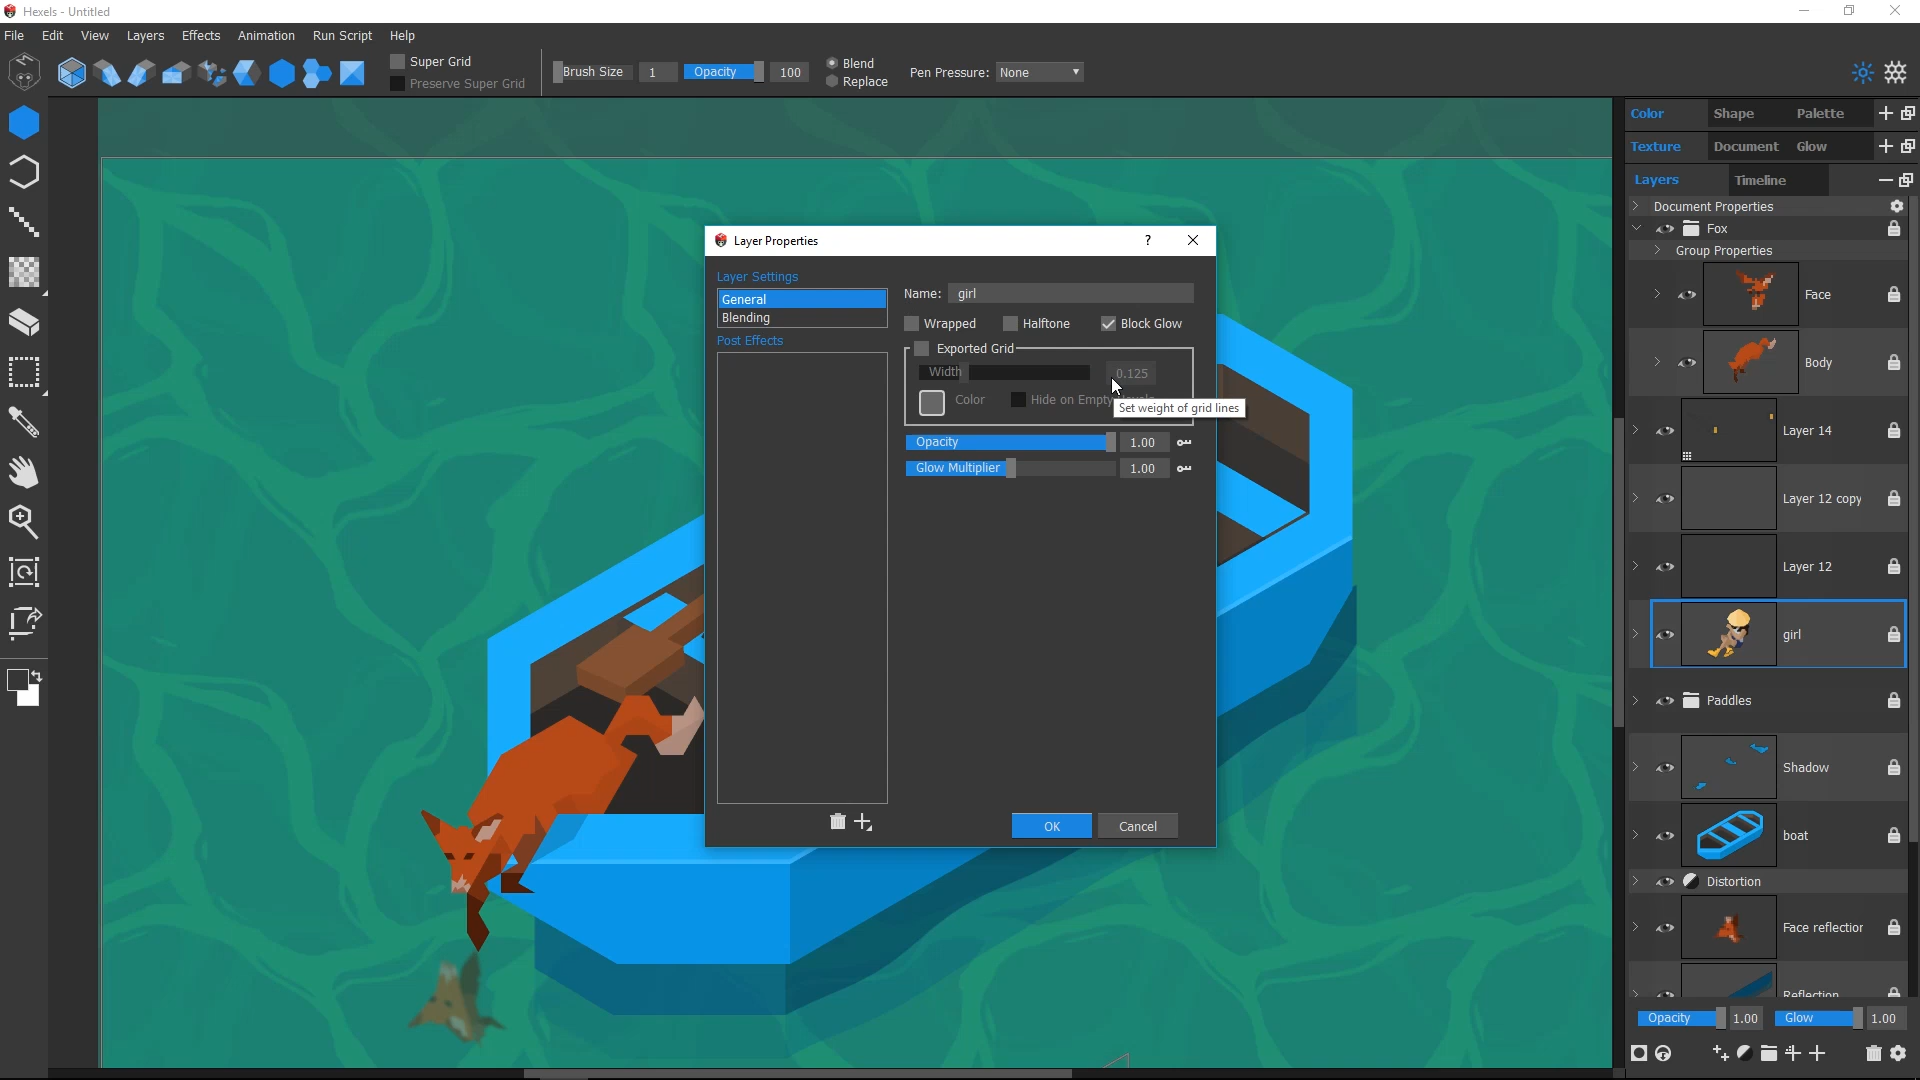 Hexels - Untitled
File Edit View Layers Effects Animation Run Script Help
Super Grid
Preserve Super Grid
Brush Size 1 Opacity 100
Blend
Replace
Pen Pressure: None
Color Shape Palette
Texture Document Glow
Layers Timeline
Document Properties
Fox
Group Properties
Face
Body
Layer 14
Layer 12 copy
Layer 12
girl
Paddles
Shadow
boat
Distortion
Face reflection
Reflection
Opacity 1.00 Glow 1.00
Layer Properties ?
Layer Settings
General
Blending
Post Effects
Name: girl
Wrapped Halftone Block Glow
Exported Grid
Width 0.125
Color Hide on Empty
Set weight of grid lines
Opacity 1.00
Glow Multiplier 1.00
OK Cancel